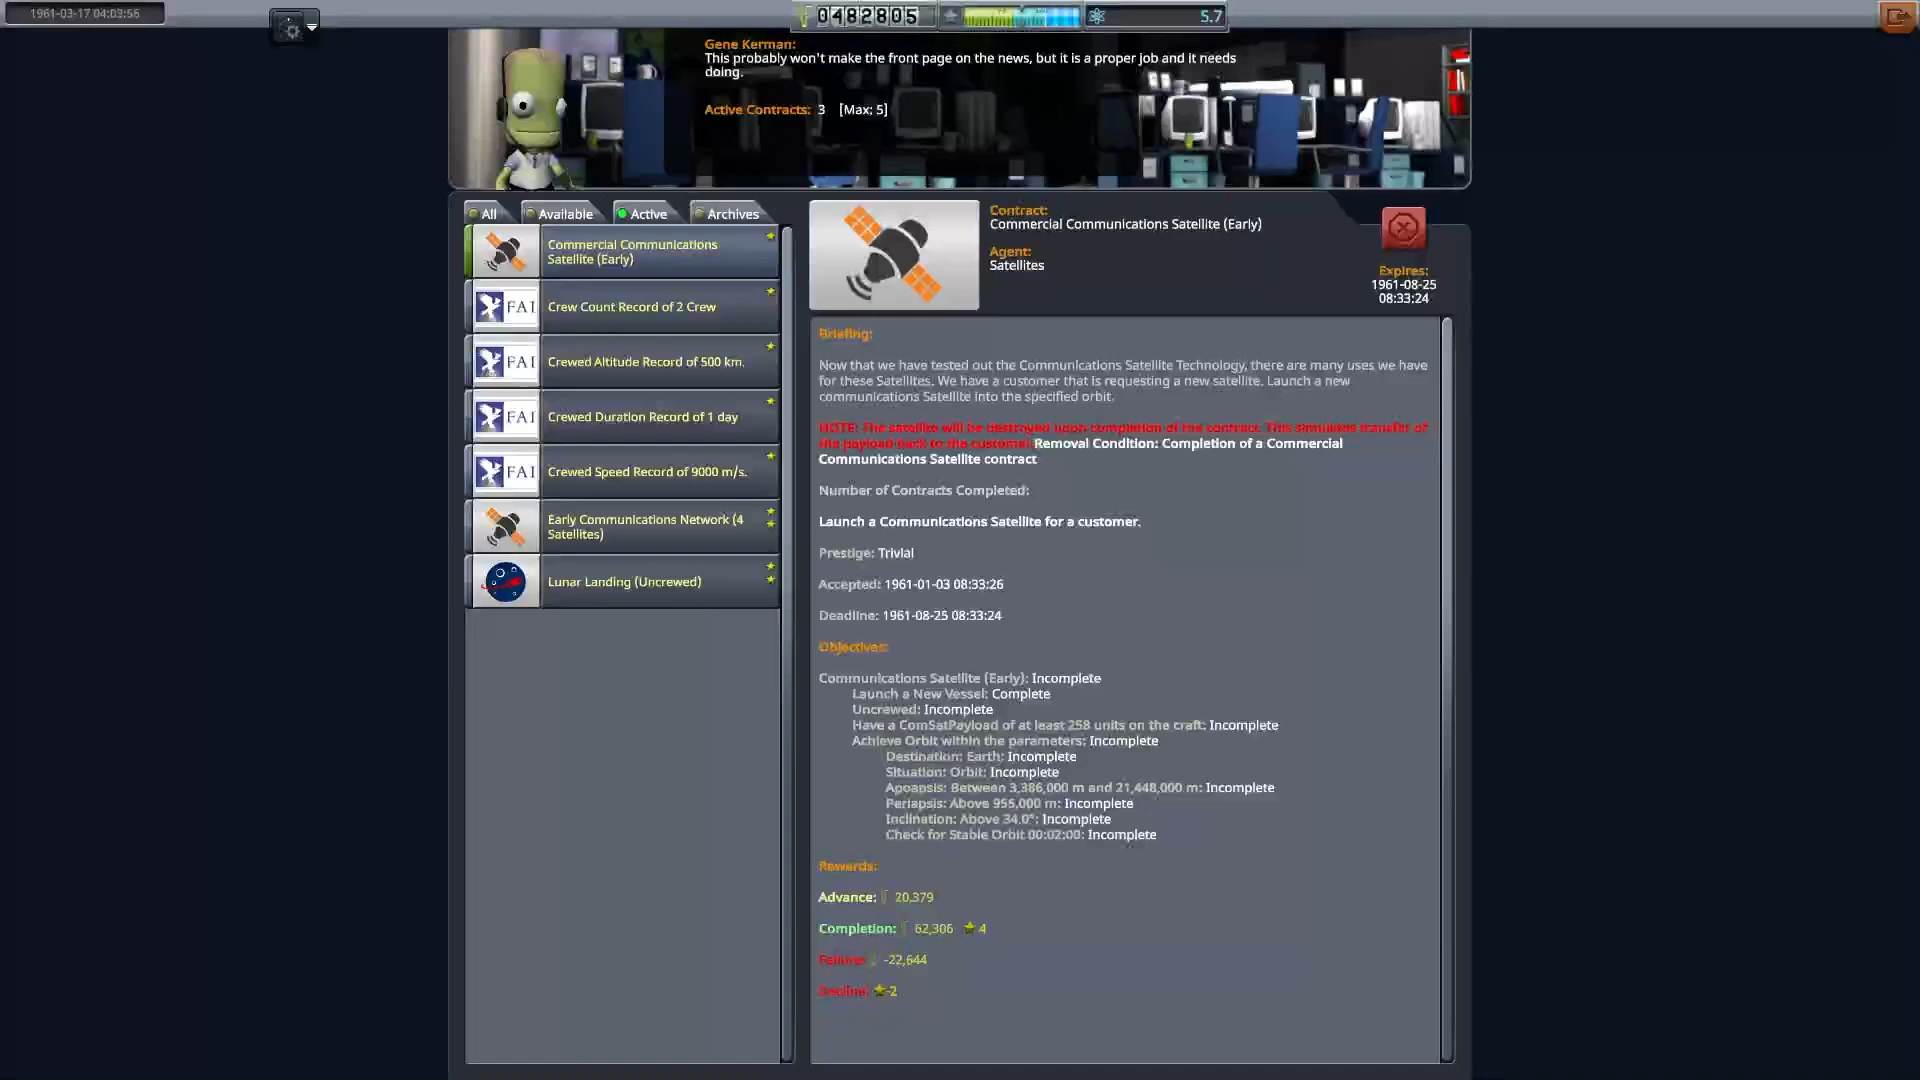 1961-03-17 04:03:56
0482805
5.7
Gene Kerman:
This probably won't make the front page on the news, but it is a proper job and it needs
doing.
Active Contracts: 3 [Max: 5]
All
Available
Active
Archives
Commercial Communications
Satellite (Early)
FAI
Crew Count Record of 2 Crew
FAI
Crewed Altitude Record of 500 km.
FAI
Crewed Duration Record of 1 day
FAI
Crewed Speed Record of 9000 m/s.
Early Communications Network (4
Satellites)
Lunar Landing (Uncrewed)
Contract:
Commercial Communications Satellite (Early)
Agent:
Satellites
Expires:
1961-08-25
08:33:24
Briefing:
Now that we have tested out the Communications Satellite Technology, there are many uses we have
for these Satellites. We have a customer that is requesting a new satellite. Launch a new
communications Satellite into the specified orbit.
NOTE: The satellite will be destroyed upon completion of the contract. This simulates transfer of
the payload back to the customer. Removal Condition: Completion of a Commercial
Communications Satellite contract
Number of Contracts Completed:
Launch a Communications Satellite for a customer.
Prestige: Trivial
Accepted: 1961-01-03 08:33:26
Deadline: 1961-08-25 08:33:24
Objectives:
Communications Satellite (Early): Incomplete
Launch a New Vessel: Complete
Uncrewed: Incomplete
Have a ComSatPayload of at least 258 units on the craft: Incomplete
Achieve Orbit within the parameters: Incomplete
Destination: Earth: Incomplete
Situation: Orbit: Incomplete
Apoapsis: Between 3,386,000 m and 21,448,000 m: Incomplete
Periapsis: Above 955,000 m: Incomplete
Inclination: Above 34.0°: Incomplete
Check for Stable Orbit 00:02:00: Incomplete
Rewards:
Advance: 20,379
Completion: 62,306 4
Failure: -22,644
Decline: -2